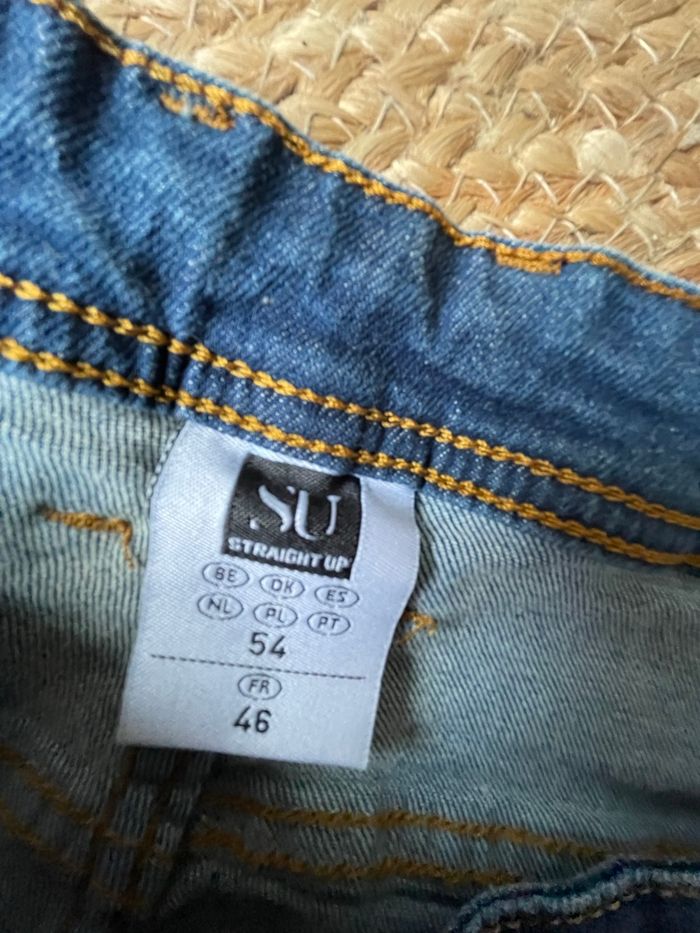 SU
STRAIGHT UP
BE DK ES
NL PL PT
54
FR
46